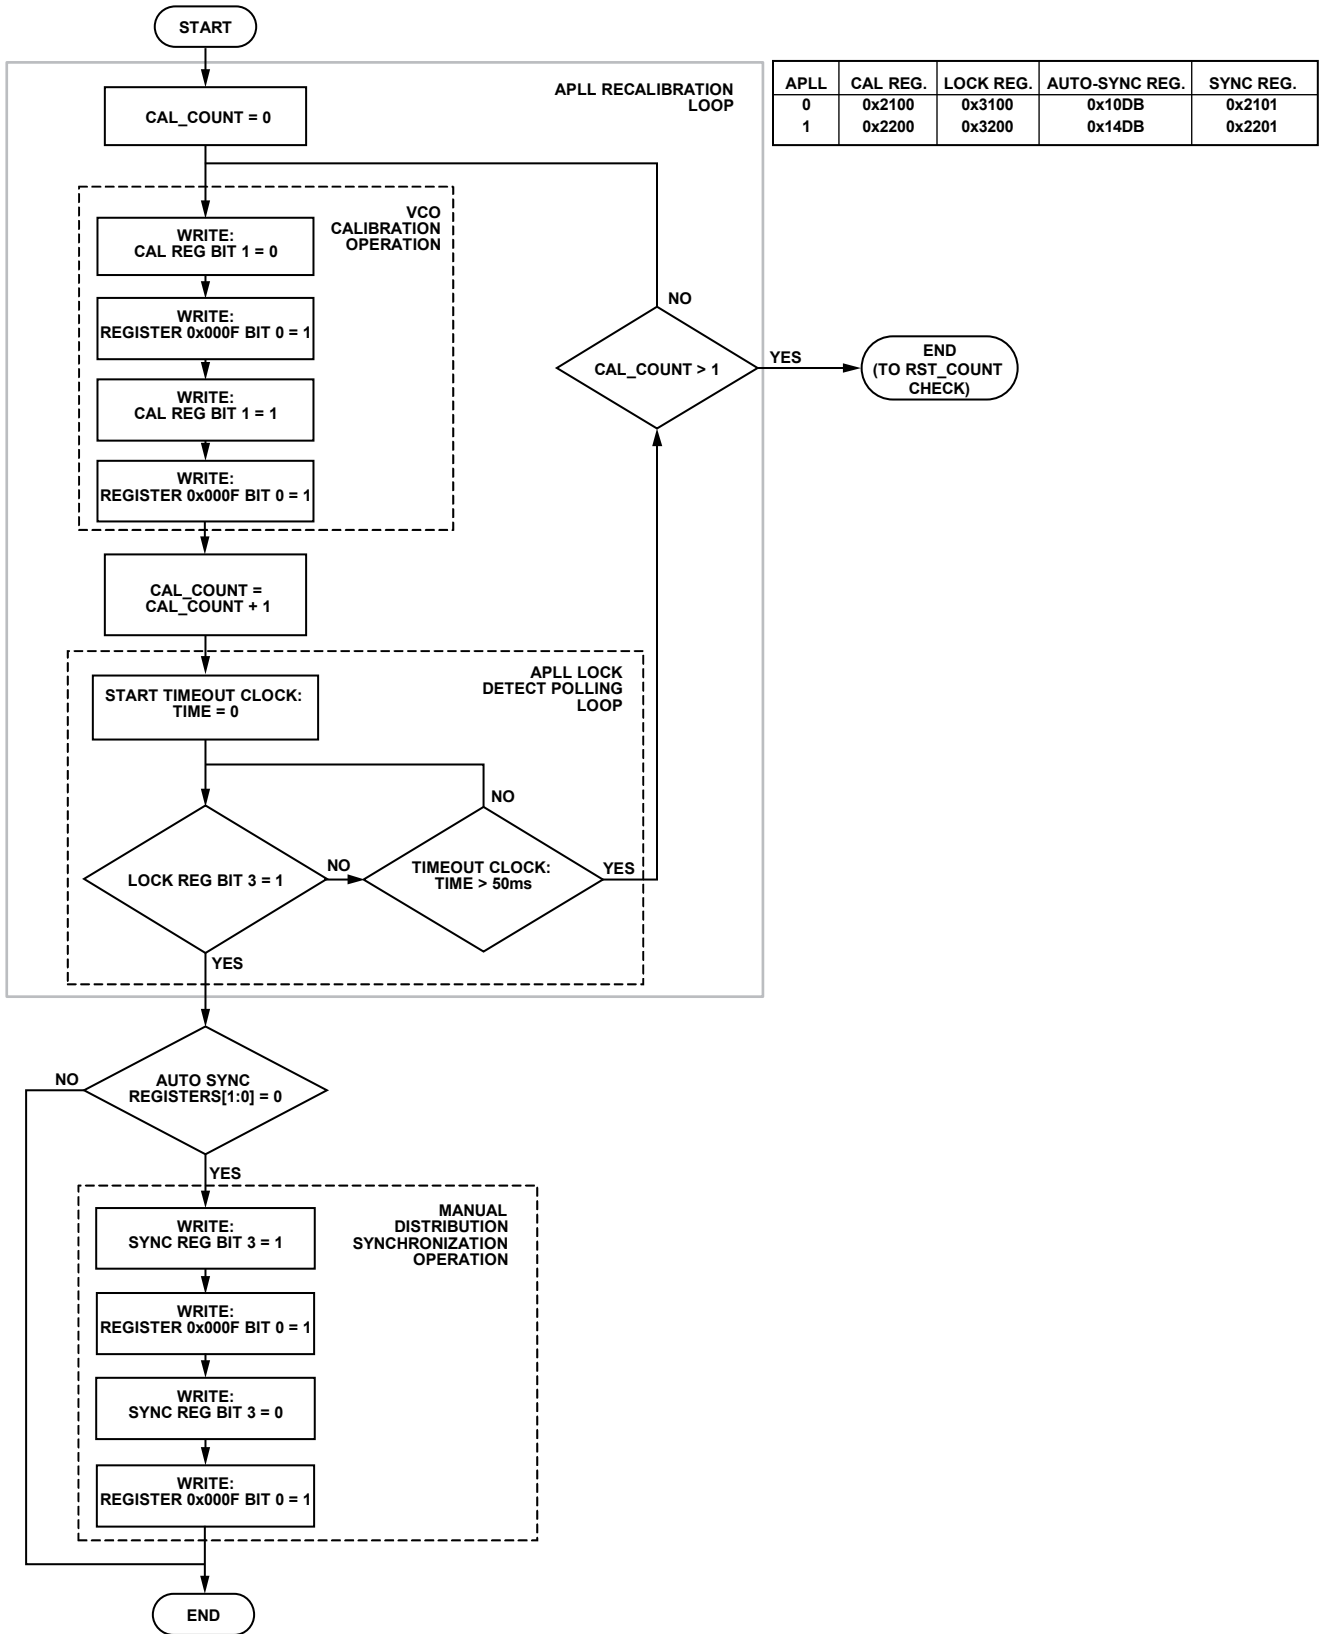 START
APLL RECALIBRATION
LOOP
APLL CAL REG. LOCK REG. AUTO-SYNC REG. SYNC REG.
0 0x2100 0x3100 0x10DB 0x2101
1 0x2200 0x3200 0x14DB 0x2201
CAL_COUNT = 0
VCO
CALIBRATION
OPERATION
WRITE:
CAL REG BIT 1 = 0
WRITE:
REGISTER 0x000F BIT 0 = 1
WRITE:
CAL REG BIT 1 = 1
WRITE:
REGISTER 0x000F BIT 0 = 1
NO
CAL_COUNT > 1
YES
END
(TO RST_COUNT
CHECK)
CAL_COUNT =
CAL_COUNT + 1
APLL LOCK
DETECT POLLING
LOOP
START TIMEOUT CLOCK:
TIME = 0
NO
LOCK REG BIT 3 = 1
NO
TIMEOUT CLOCK:
TIME > 50ms
YES
YES
NO
AUTO SYNC
REGISTERS[1:0] = 0
YES
MANUAL
DISTRIBUTION
SYNCHRONIZATION
OPERATION
WRITE:
SYNC REG BIT 3 = 1
WRITE:
REGISTER 0x000F BIT 0 = 1
WRITE:
SYNC REG BIT 3 = 0
WRITE:
REGISTER 0x000F BIT 0 = 1
END